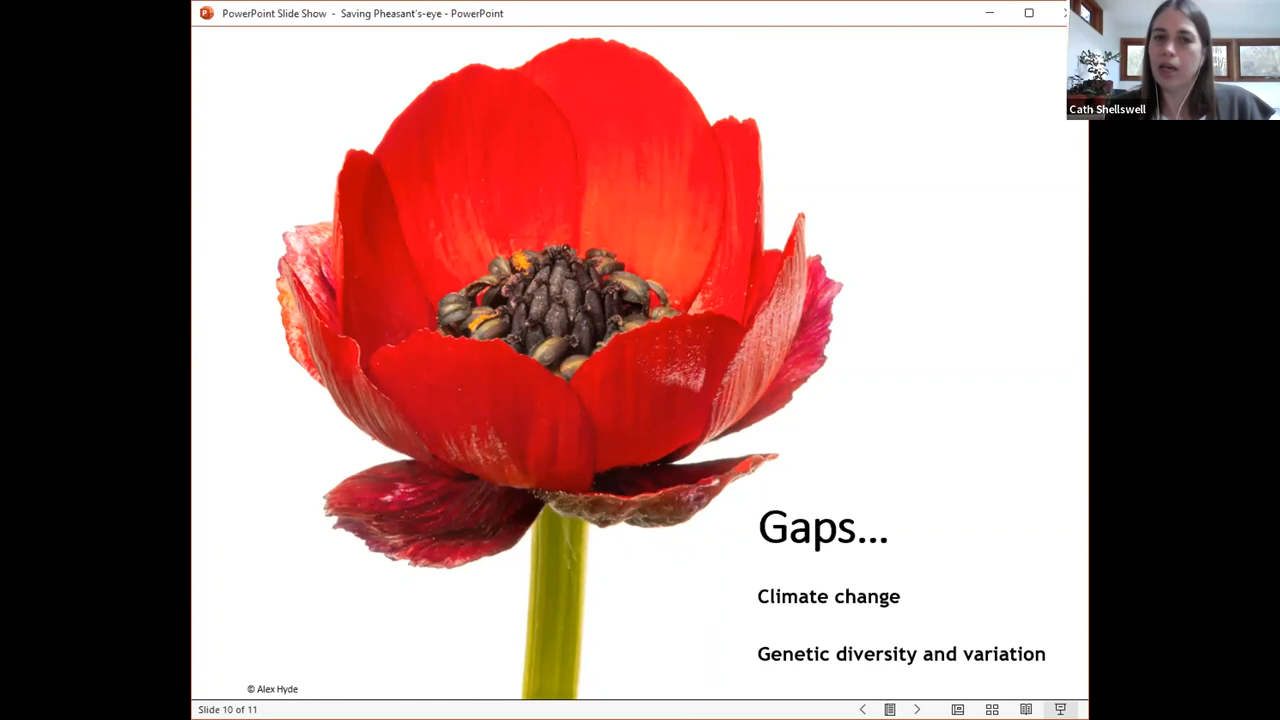 PowerPoint Slide Show - Saving Pheasant's-eye - PowerPoint
Cath Shellswell
Gaps...
Climate change
Genetic diversity and variation
© Alex Hyde
Slide 10 of 11